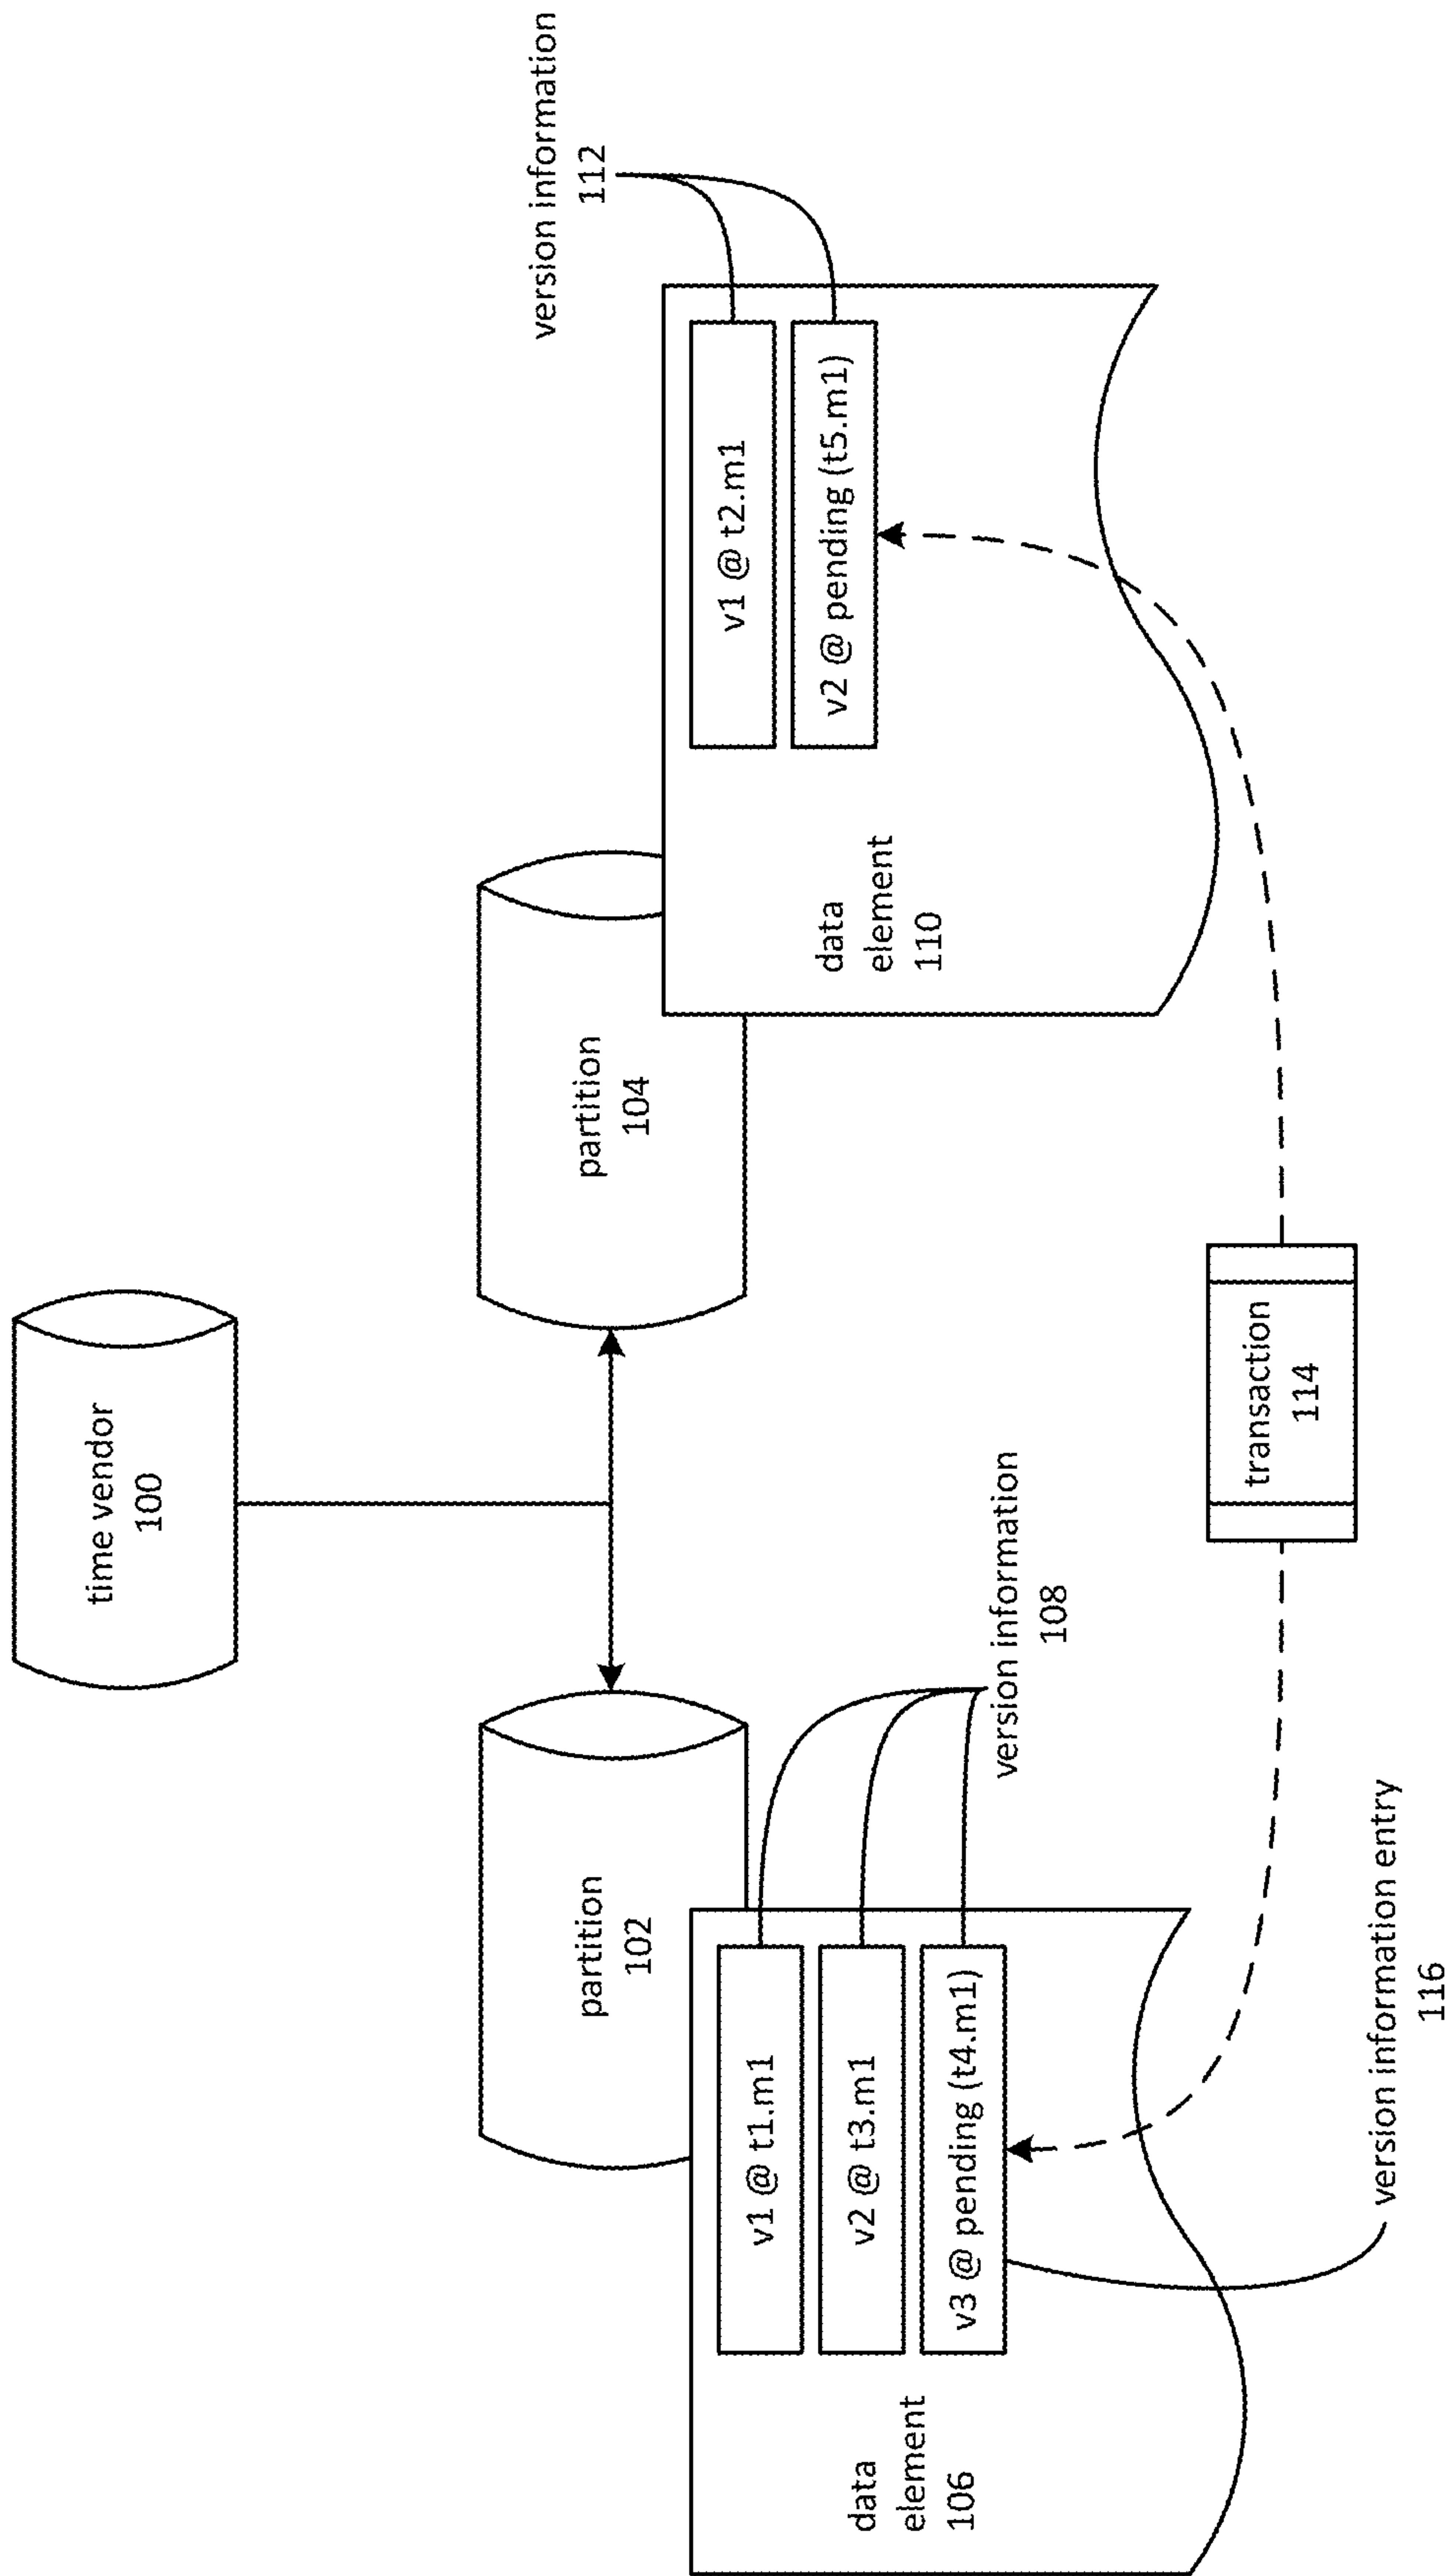 time vendor
100
partition
102
partition
104
version information
112
v1 @ t1.m1
v2 @ t3.m1
v3 @ pending (t4.m1)
data
element
106
version information
108
v1 @ t2.m1
v2 @ pending (t5.m1)
data
element
110
transaction
114
version information entry
116